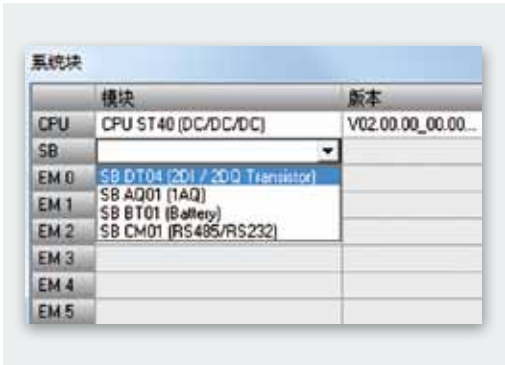 系统块
模块 版本
CPU CPU ST40 (DC/DC/DC) V02.00.00_00.00...
SB
EM 0 SB DT04 (2DI / 2DQ Transistor)
SB AQ01 (1AQ)
EM 1 SB BT01 (Battery)
EM 2 SB CM01 (RS485/RS232)
EM 3
EM 4
EM 5